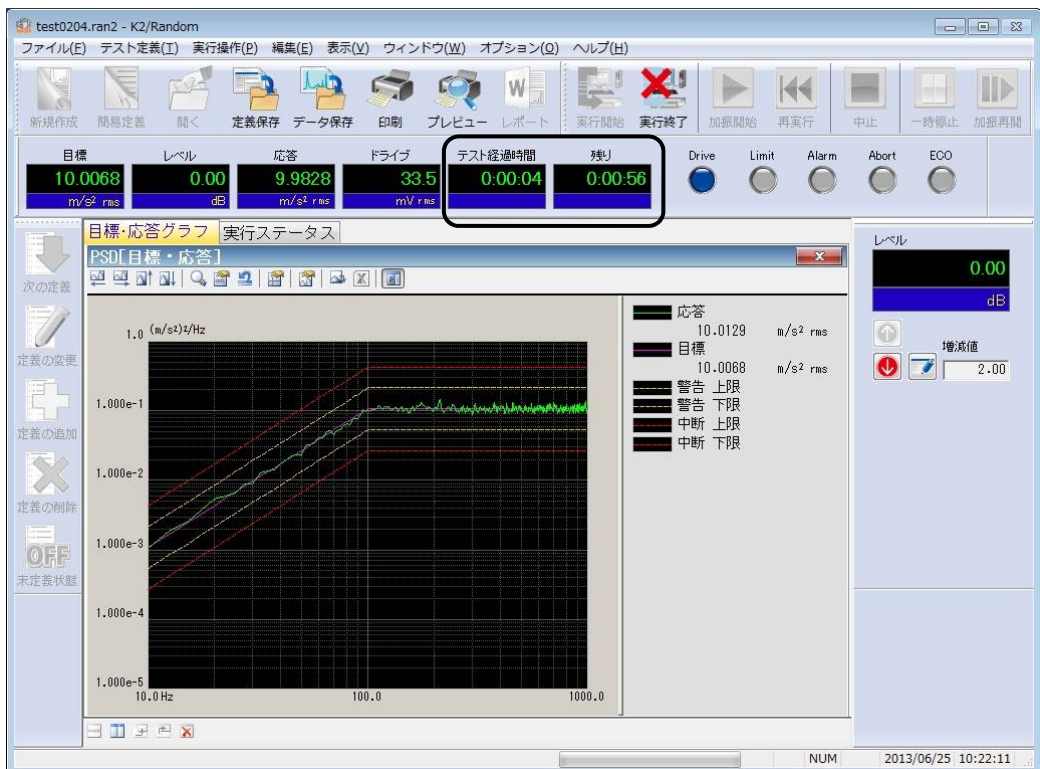 test0204.ran2 - K2/Random
ファイル(F) テスト定義(T) 実行操作(P) 編集(E) 表示(V) ウィンドウ(W) オプション(O) ヘルプ(H)
新規作成 簡易定義 開く 定義保存 データ保存 印刷 プレビュー レポート 実行開始 実行終了 加振開始 再実行 中止 一時停止 加振再開
目標 レベル 応答 ドライブ テスト経過時間 残り Drive Limit Alarm Abort ECO
10.0068 0.00 9.9828 33.5 0:00:04 0:00:56
m/s² rms dB m/s² rms mV rms
目標・応答グラフ 実行ステータス
PSD[目標・応答]
次の定義
定義の変更
定義の追加
定義の削除
OFF
未定義状態
1.0 (m/s²)²/Hz
1.000e-1
1.000e-2
1.000e-3
1.000e-4
1.000e-5
10.0 Hz 100.0 1000.0
応答
10.0129 m/s² rms
目標
10.0068 m/s² rms
警告 上限
警告 下限
中断 上限
中断 下限
レベル
0.00
dB
増減値
2.00
NUM 2013/06/25 10:22:11